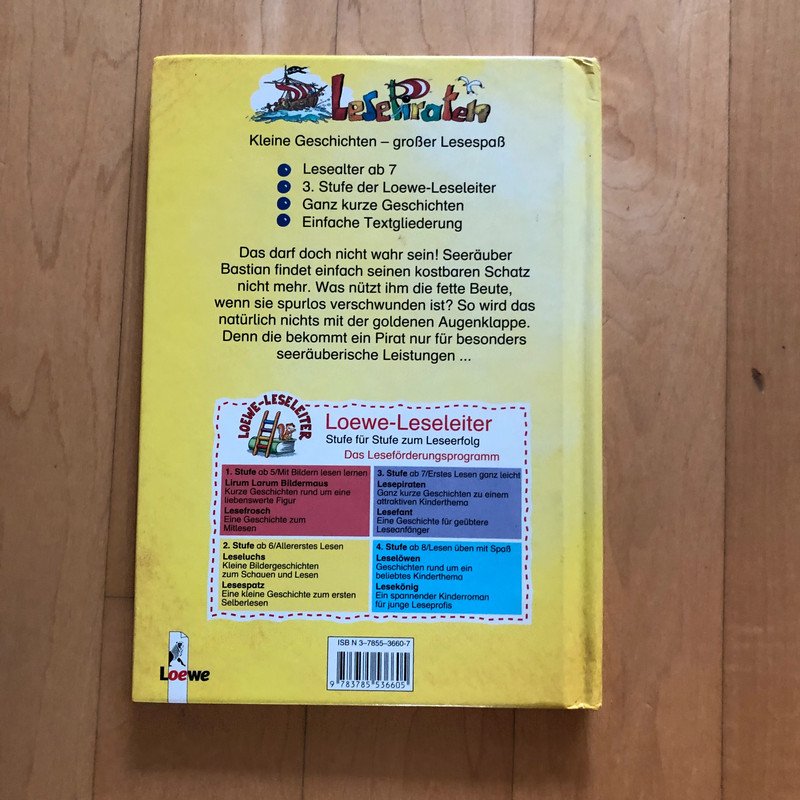 LesePiraten
Kleine Geschichten – großer Lesespaß
Lesealter ab 7
3. Stufe der Loewe-Leseleiter
Ganz kurze Geschichten
Einfache Textgliederung
Das darf doch nicht wahr sein! Seeräuber
Bastian findet einfach seinen kostbaren Schatz
nicht mehr. Was nützt ihm die fette Beute,
wenn sie spurlos verschwunden ist? So wird das
natürlich nichts mit der goldenen Augenklappe.
Denn die bekommt ein Pirat nur für besonders
seeräuberische Leistungen ...
LOEWE-LESELEITER
Loewe-Leseleiter
Stufe für Stufe zum Leseerfolg
Das Leseförderungsprogramm
1. Stufe ab 5/Mit Bildern lesen lernen
Lirum Larum Bildermaus
Kurze Geschichten rund um eine
liebenswerte Figur
Lesefrosch
Eine Geschichte zum
Mitlesen
3. Stufe ab 7/Erstes Lesen ganz leicht
Lesepiraten
Ganz kurze Geschichten zu einem
attraktiven Kinderthema
Lesefant
Eine Geschichte für geübtere
Leseanfänger
2. Stufe ab 6/Allererstes Lesen
Leseluchs
Kleine Bildergeschichten
zum Schauen und Lesen
Lesespatz
Eine kleine Geschichte zum ersten
Selberlesen
4. Stufe ab 8/Lesen üben mit Spaß
Leselöwen
Geschichten rund um ein
beliebtes Kinderthema
Lesekönig
Ein spannender Kinderroman
für junge Leseprofis
ISBN 3-7855-3660-7
9 783785 536605
Loewe